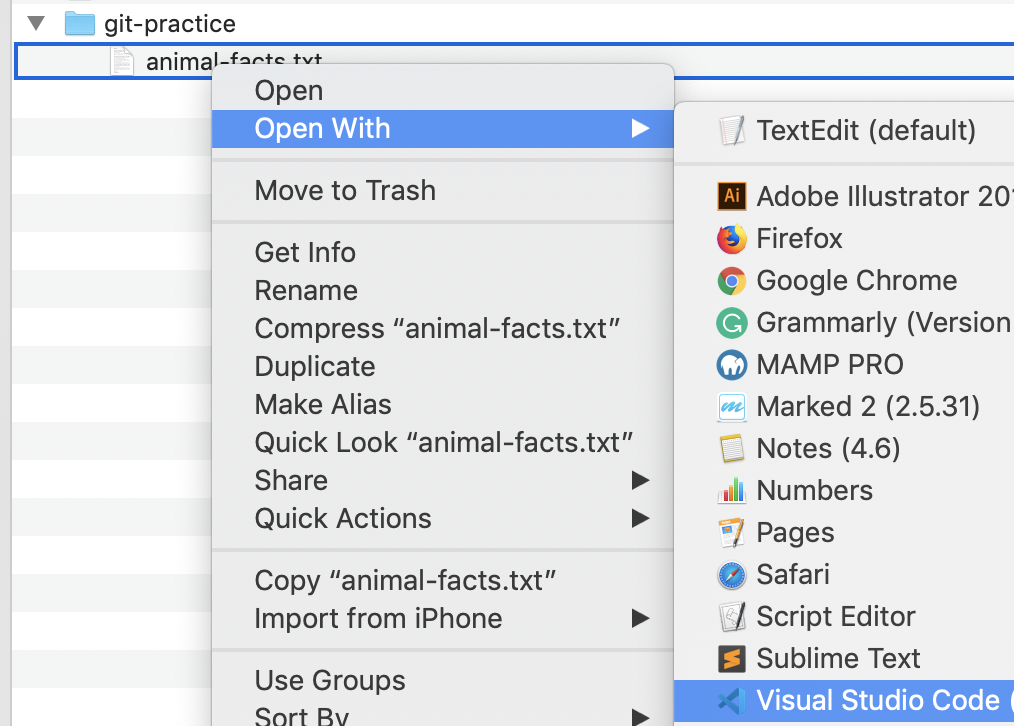 git-practice
animal-facts.txt
Open
Open With
Move to Trash
Get Info
Rename
Compress “animal-facts.txt”
Duplicate
Make Alias
Quick Look “animal-facts.txt”
Share
Quick Actions
Copy “animal-facts.txt”
Import from iPhone
Use Groups
Sort By
TextEdit (default)
Ai Adobe Illustrator 20
Firefox
Google Chrome
Grammarly (Version
MAMP PRO
Marked 2 (2.5.31)
Notes (4.6)
Numbers
Pages
Safari
Script Editor
Sublime Text
Visual Studio Code (